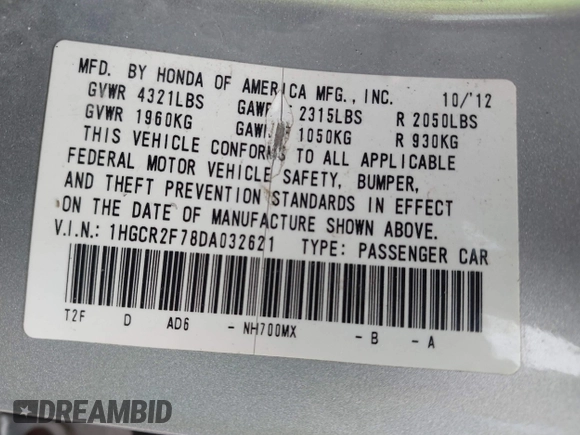 MFD. BY HONDA OF AMERICA MFG., INC. 10/'12
GVWR 4321LBS GAWR 2315LBS R 2050LBS
GVWR 1960KG GAWR 1050KG R 930KG
THIS VEHICLE CONFORMS TO ALL APPLICABLE
FEDERAL MOTOR VEHICLE SAFETY, BUMPER,
AND THEFT PREVENTION STANDARDS IN EFFECT
ON THE DATE OF MANUFACTURE SHOWN ABOVE.
V.I.N.: 1HGCR2F78DA032621 TYPE: PASSENGER CAR
T2F D AD6 - NH700MX - B - A
DREAMBID